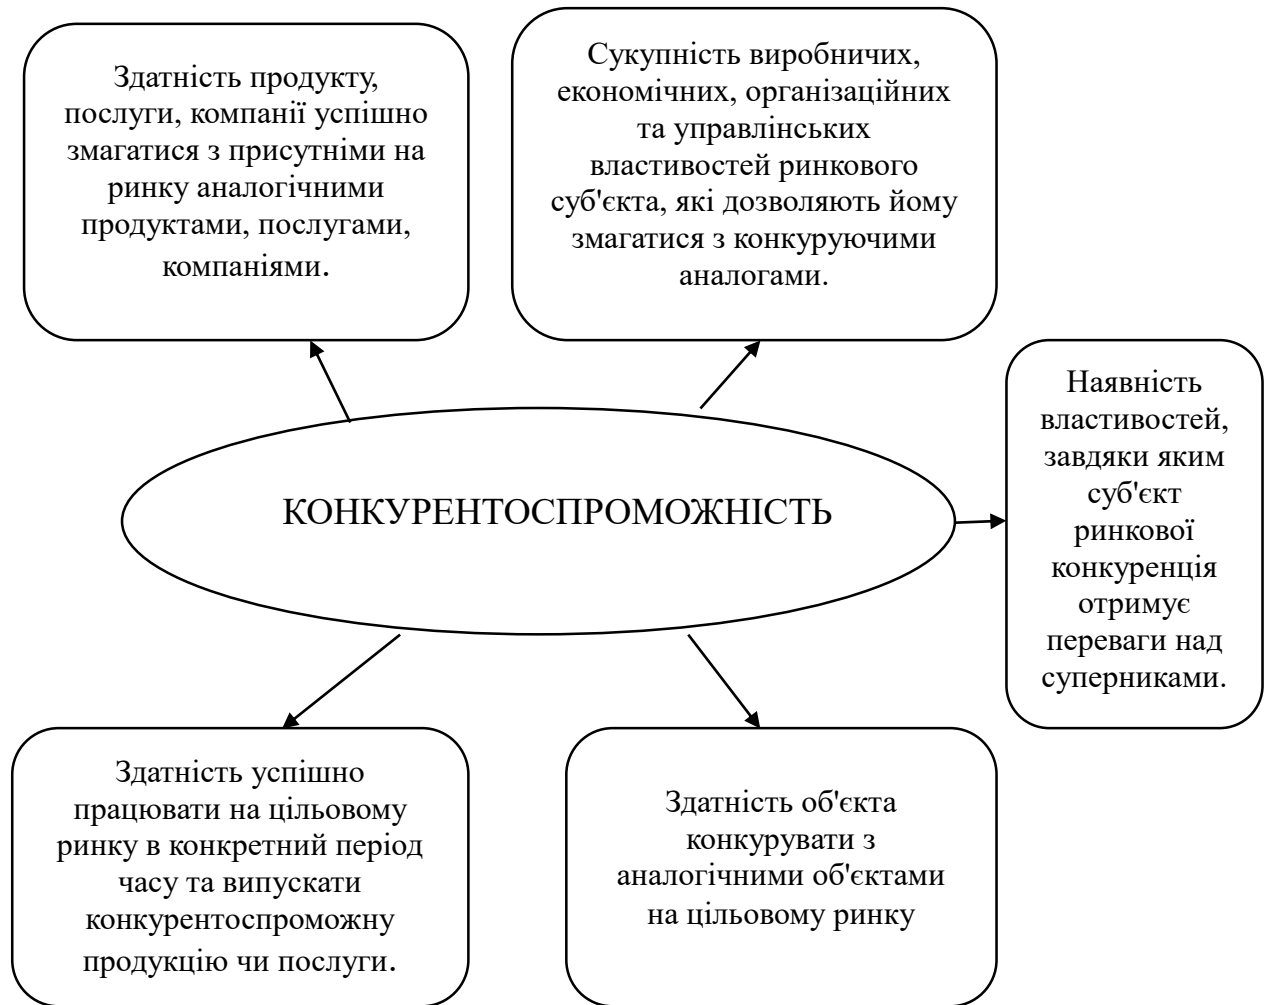 Здатність продукту,
послуги, компанії успішно
змагатися з присутніми на
ринку аналогічними
продуктами, послугами,
компаніями.
Сукупність виробничих,
економічних, організаційних
та управлінських
властивостей ринкового
суб'єкта, які дозволяють йому
змагатися з конкуруючими
аналогами.
Наявність
властивостей,
завдяки яким
суб'єкт
ринкової
конкуренція
отримує
переваги над
суперниками.
КОНКУРЕНТОСПРОМОЖНІСТЬ
Здатність успішно
працювати на цільовому
ринку в конкретний період
часу та випускати
конкурентоспроможну
продукцію чи послуги.
Здатність об'єкта
конкурувати з
аналогічними об'єктами
на цільовому ринку